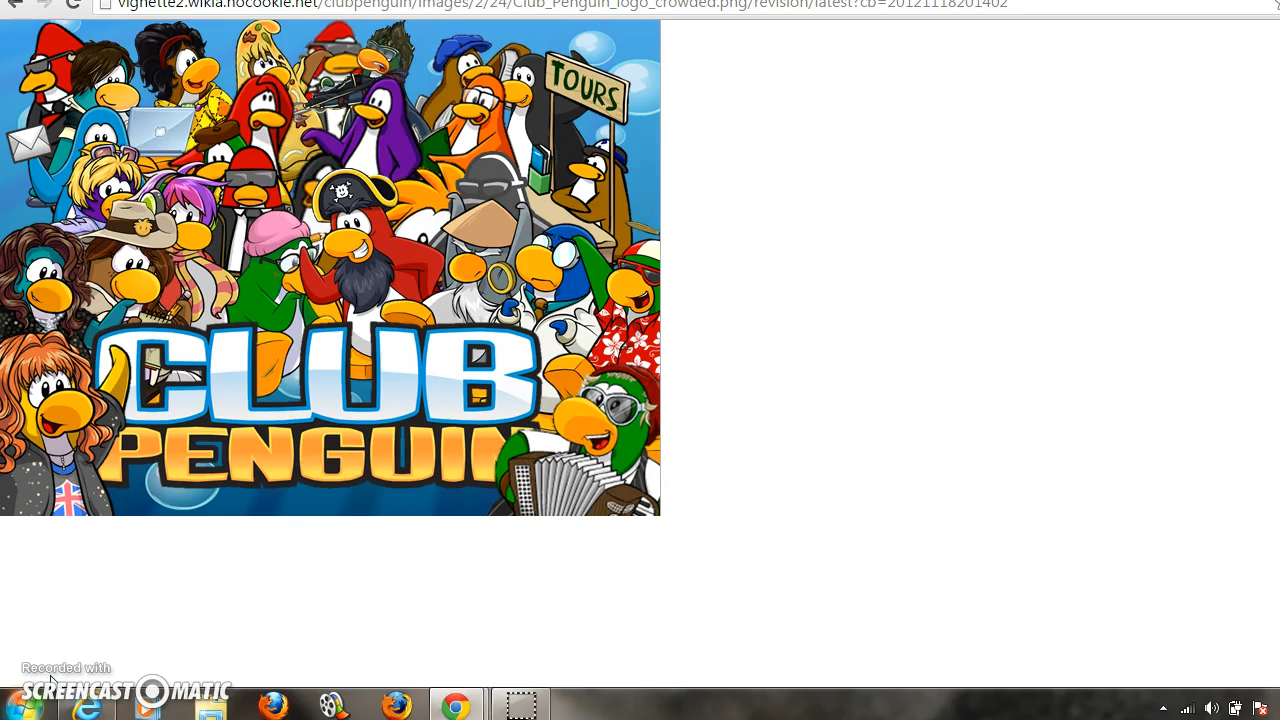 vignette2.wikia.nocookie.net/clubpenguin/images/2/24/Club_Penguin_logo_crowded.png/revision/latest?cb=20121118201402
TOURS
CLUB
PENGUIN
Recorded with
SCREENCAST MATIC